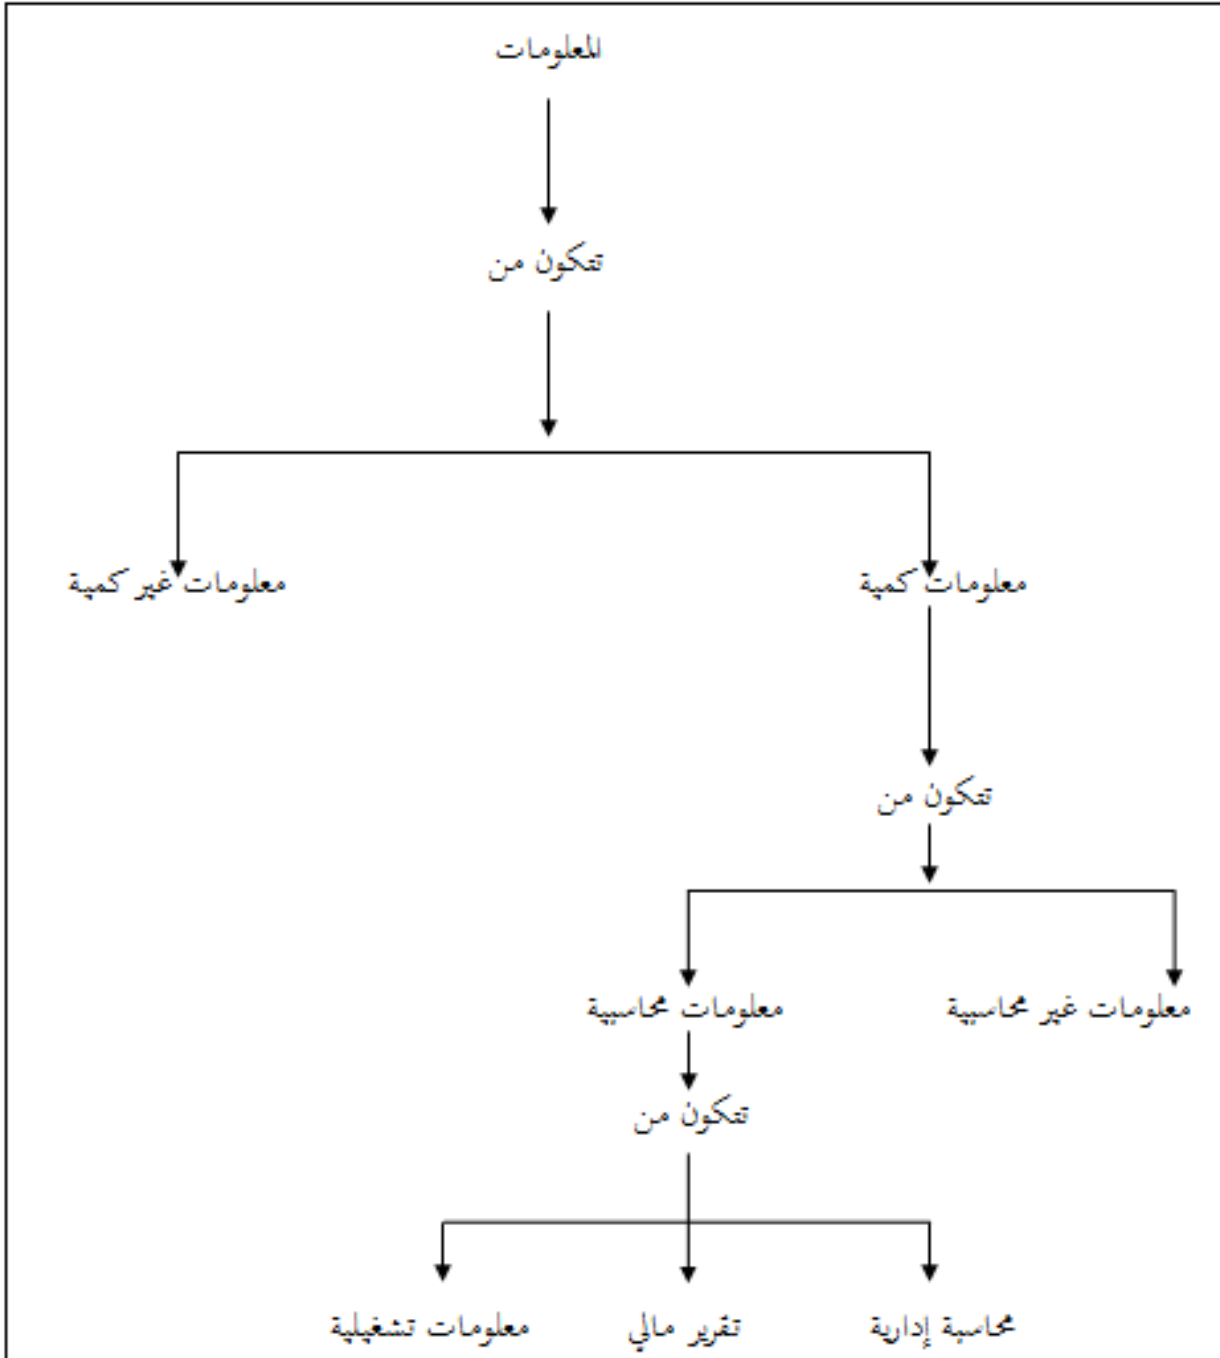 المعلومات
تتكون من
معلومات كمية
معلومات غير كمية
تتكون من
معلومات غير محاسبية
معلومات محاسبية
تتكون من
محاسبة إدارية
تقرير مالي
معلومات تشغيلية